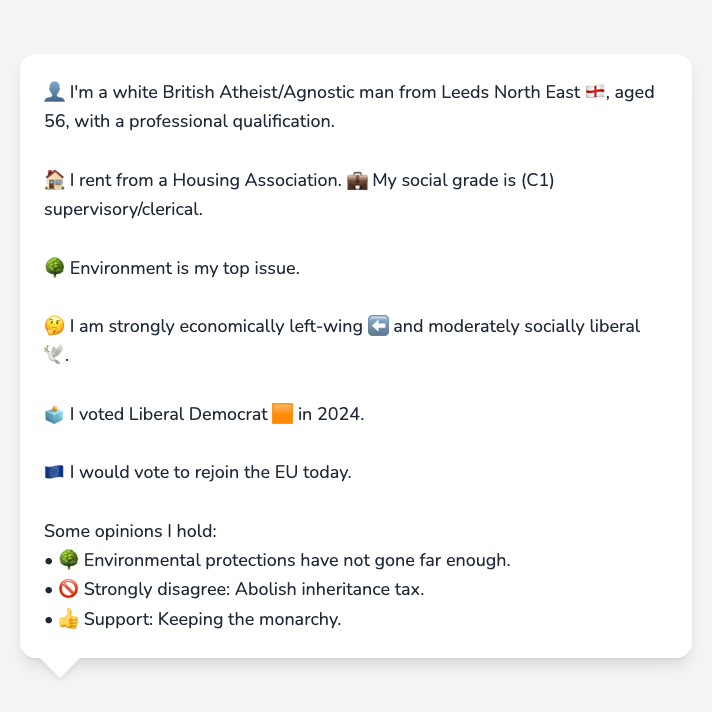 👤 I'm a white British Atheist/Agnostic man from Leeds North East 🏴󠁧󠁢󠁥󠁮󠁧󠁿, aged
56, with a professional qualification.
🏠 I rent from a Housing Association. 💼 My social grade is (C1)
supervisory/clerical.
🌳 Environment is my top issue.
🤔 I am strongly economically left-wing ⬅️ and moderately socially liberal
🕊️.
🗳️ I voted Liberal Democrat 🟧 in 2024.
🇪🇺 I would vote to rejoin the EU today.
Some opinions I hold:
• 🌳 Environmental protections have not gone far enough.
• 🚫 Strongly disagree: Abolish inheritance tax.
• 👍 Support: Keeping the monarchy.